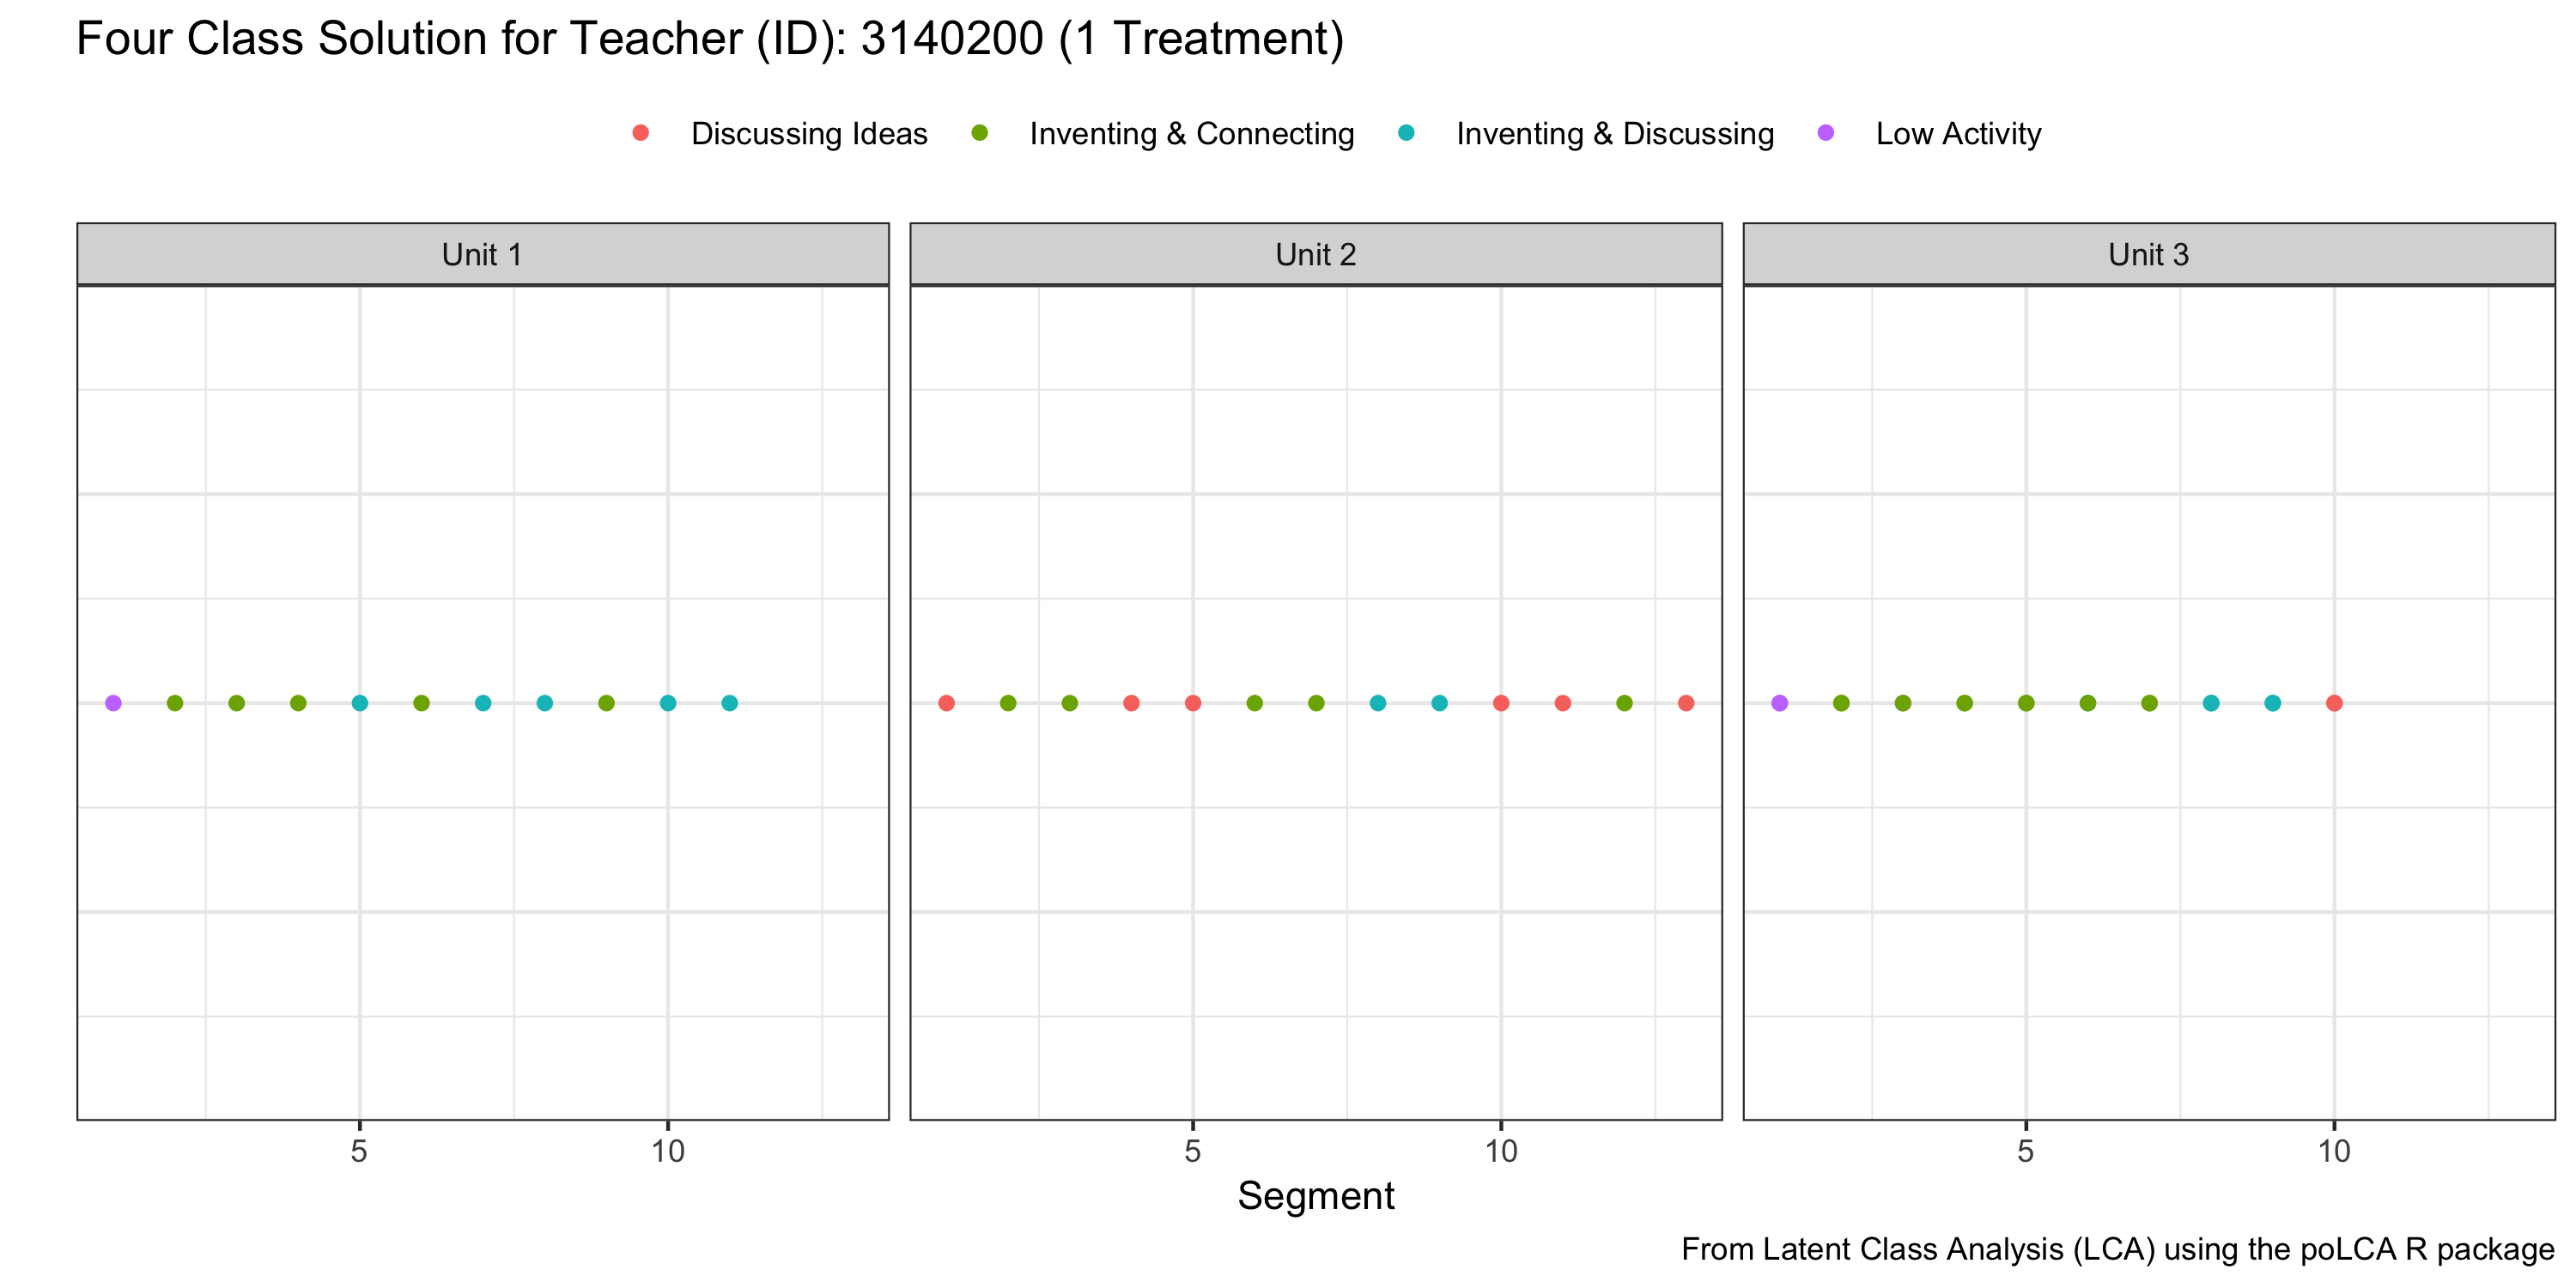 Four Class Solution for Teacher (ID): 3140200 (1 Treatment)
Discussing Ideas Inventing & Connecting Inventing & Discussing Low Activity
Unit 1 Unit 2 Unit 3
5 10 5 10 5 10
Segment
From Latent Class Analysis (LCA) using the poLCA R package